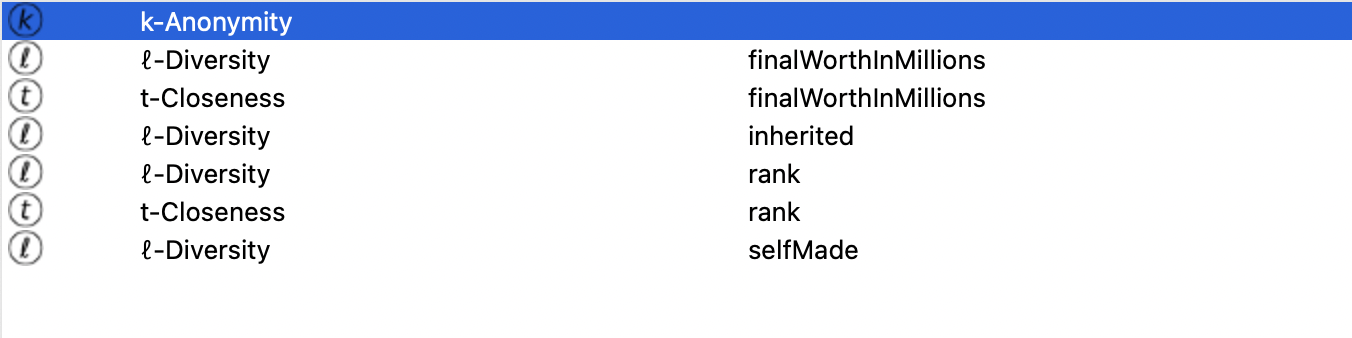 k k-Anonymity
ℓ ℓ-Diversity finalWorthInMillions
t t-Closeness finalWorthInMillions
ℓ ℓ-Diversity inherited
ℓ ℓ-Diversity rank
t t-Closeness rank
ℓ ℓ-Diversity selfMade